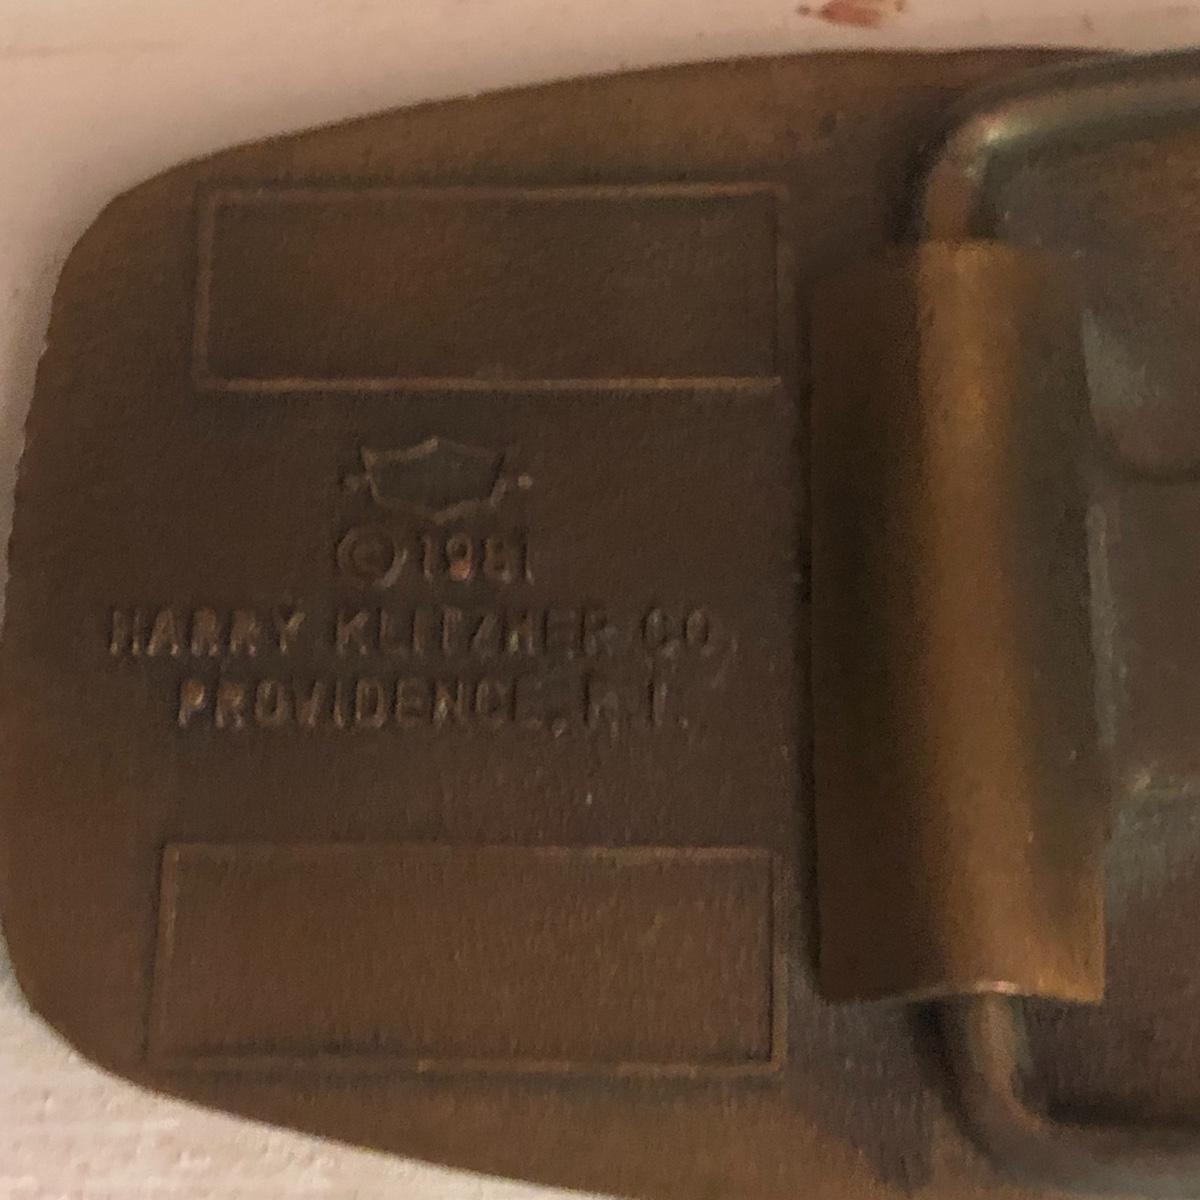 © 1981
HARRY KLITZNER CO.
PROVIDENCE, R.I.